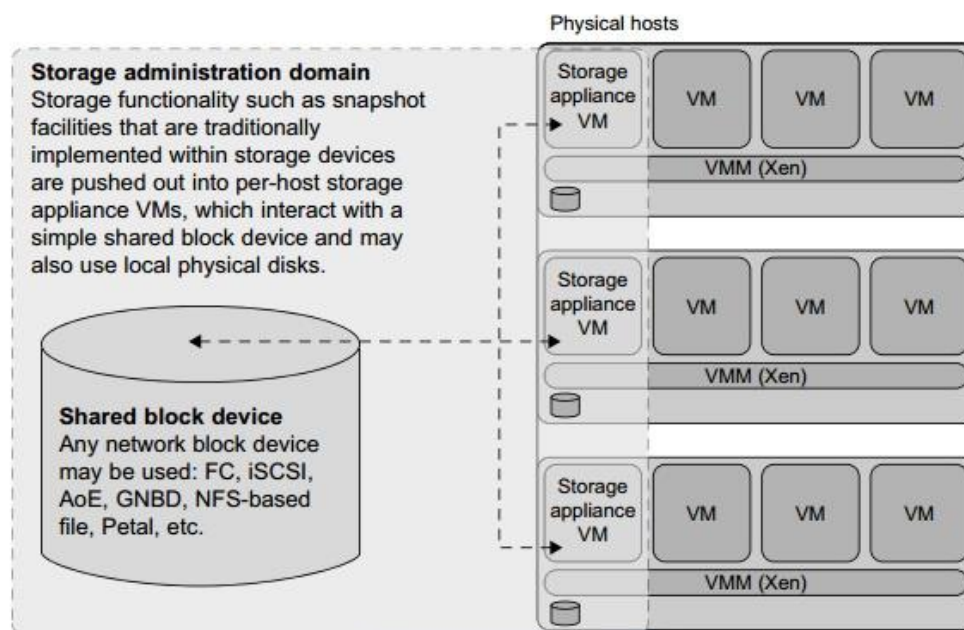 Physical hosts
Storage administration domain
Storage functionality such as snapshot
facilities that are traditionally
implemented within storage devices
are pushed out into per-host storage
appliance VMs, which interact with a
simple shared block device and may
also use local physical disks.
Shared block device
Any network block device
may be used: FC, iSCSI,
AoE, GNBD, NFS-based
file, Petal, etc.
Storage
appliance
VM
VM
VM
VM
VMM (Xen)
Storage
appliance
VM
VM
VM
VM
VMM (Xen)
Storage
appliance
VM
VM
VM
VM
VMM (Xen)